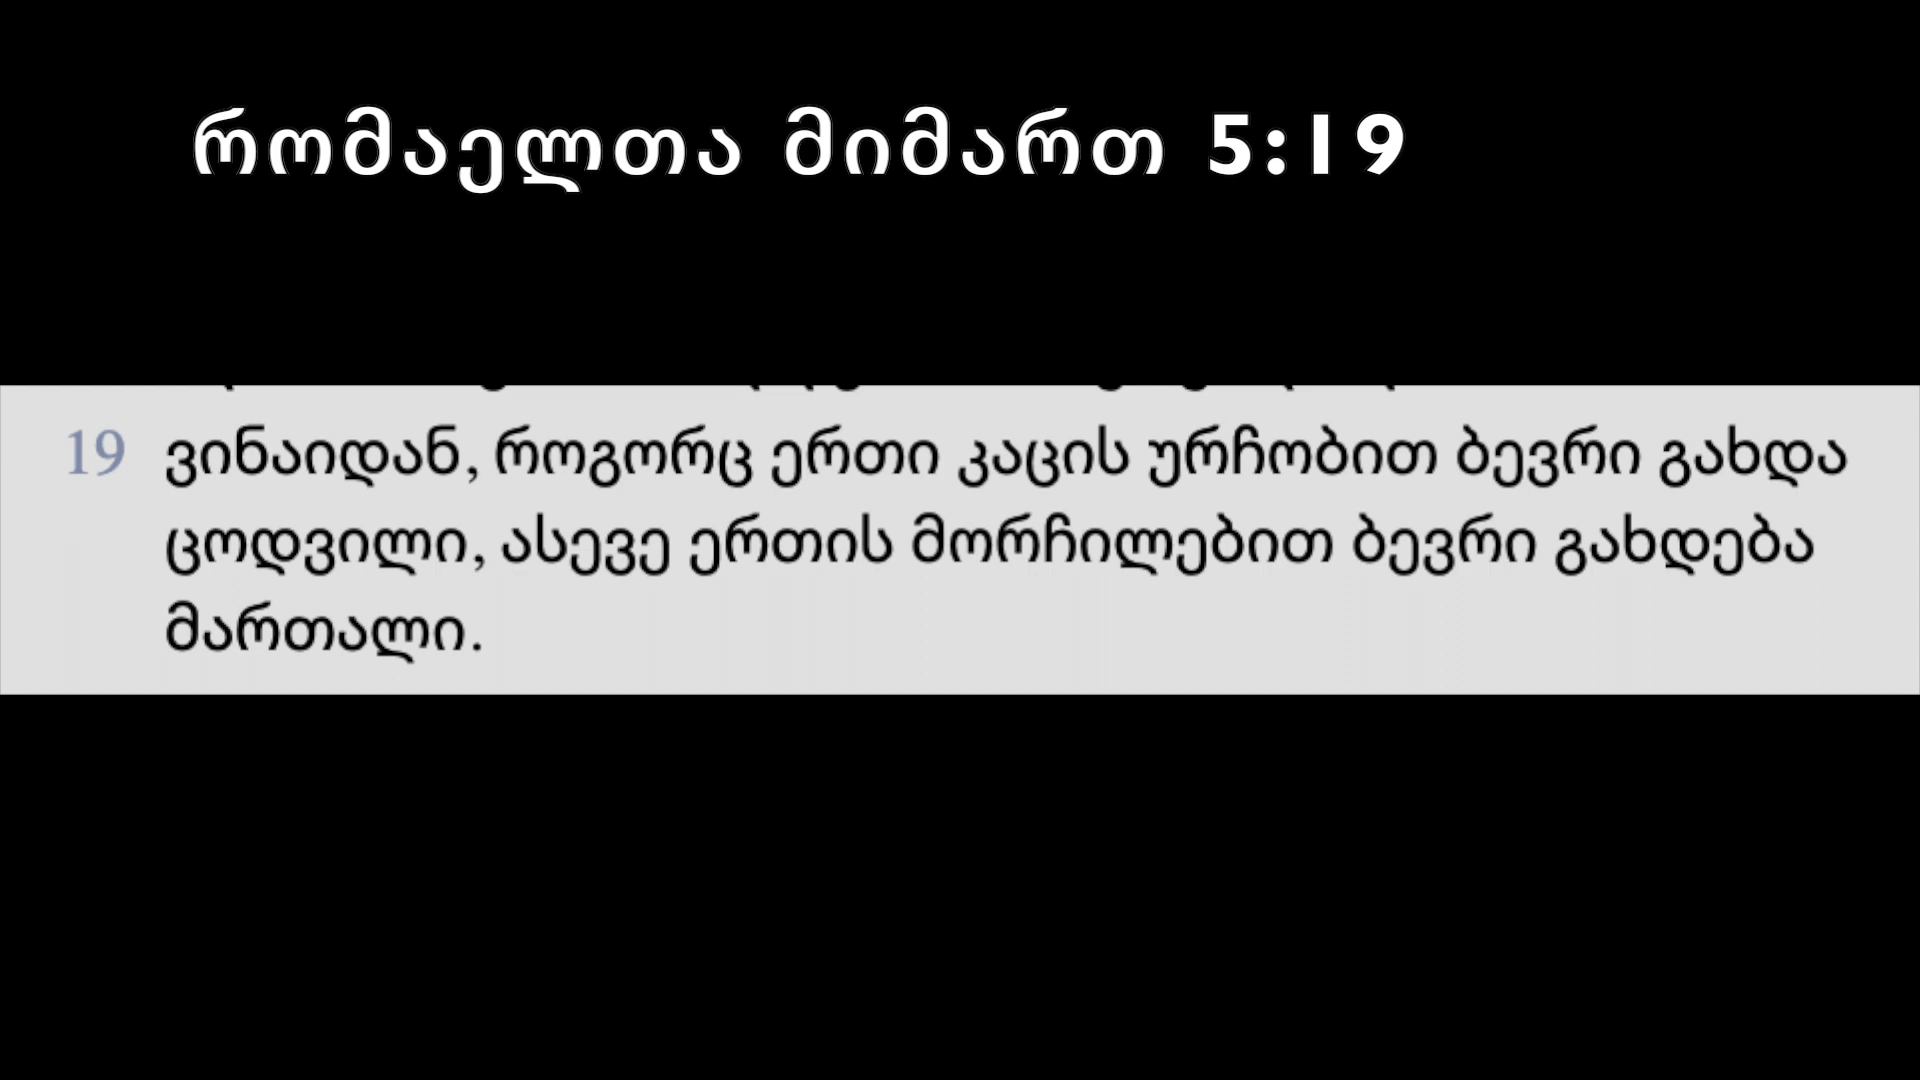 რომაელთა მიმართ 5:19
19 ვინაიდან, როგორც ერთი კაცის ურჩობით ბევრი გახდა
ცოდვილი, ასევე ერთის მორჩილებით ბევრი გახდება
მართალი.